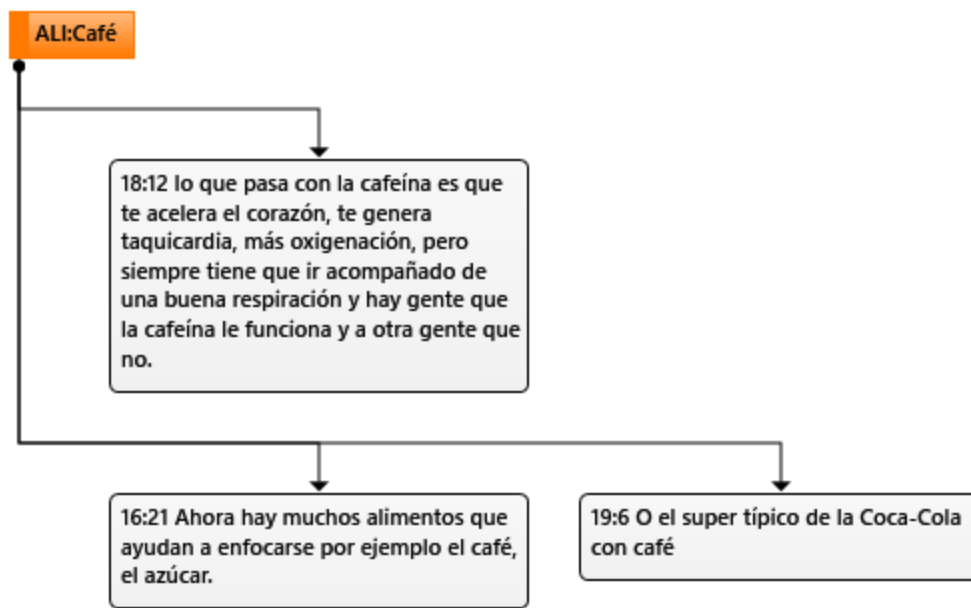 ALI:Café
18:12 lo que pasa con la cafeína es que
te acelera el corazón, te genera
taquicardia, más oxigenación, pero
siempre tiene que ir acompañado de
una buena respiración y hay gente que
la cafeína le funciona y a otra gente que
no.
16:21 Ahora hay muchos alimentos que
ayudan a enfocarse por ejemplo el café,
el azúcar.
19:6 O el super típico de la Coca-Cola
con café